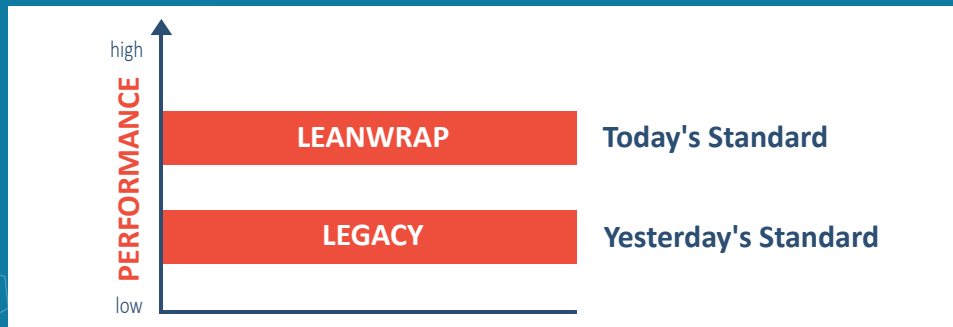 high
PERFORMANCE
LEANWRAP
Today's Standard
LEGACY
Yesterday's Standard
low